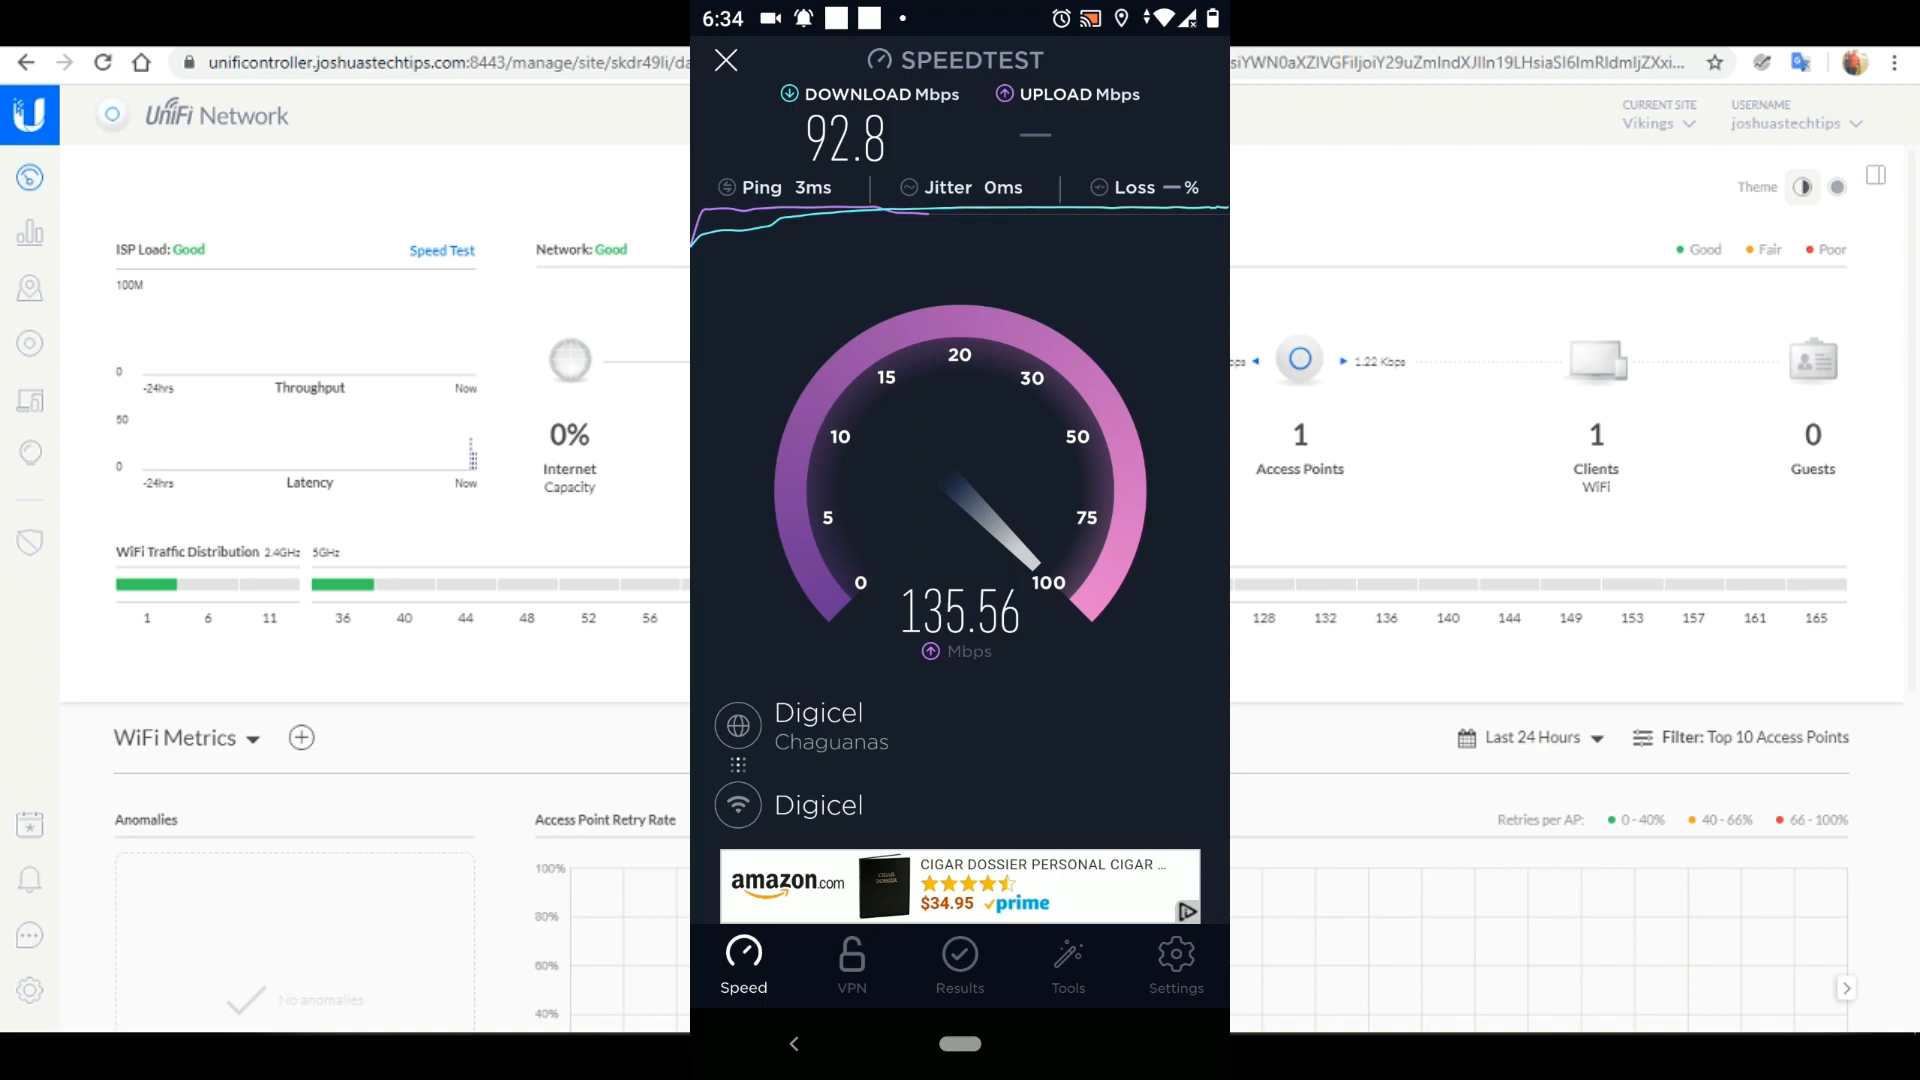 6:34
SPEEDTEST
DOWNLOAD Mbps
UPLOAD Mbps
92.8
—
Ping 3ms
Jitter 0ms
Loss — %
0
5
10
15
20
30
50
75
100
135.56
Mbps
Digicel
Chaguanas
Digicel
amazon.com
CIGAR DOSSIER
CIGAR DOSSIER PERSONAL CIGAR ...
$34.95 prime
Speed
VPN
Results
Tools
Settings
unificontroller.joshuastechtips.com:8443/manage/site/skdr49li/da
UniFi Network
CURRENT SITE
Vikings
USERNAME
joshuastechtips
Theme
ISP Load: Good
Speed Test
Network: Good
Good
Fair
Poor
100M
0
-24hrs
Throughput
Now
50
0
-24hrs
Latency
Now
0%
Internet
Capacity
1.22 Kbps
1
Access Points
1
Clients
WiFi
0
Guests
WiFi Traffic Distribution 2.4GHz 5GHz
1 6 11 36 40 44 48 52 56 128 132 136 140 144 149 153 157 161 165
WiFi Metrics
Last 24 Hours
Filter: Top 10 Access Points
Anomalies
No anomalies
Access Point Retry Rate
Retries per AP:
0 - 40%
40 - 66%
66 - 100%
100%
80%
60%
40%